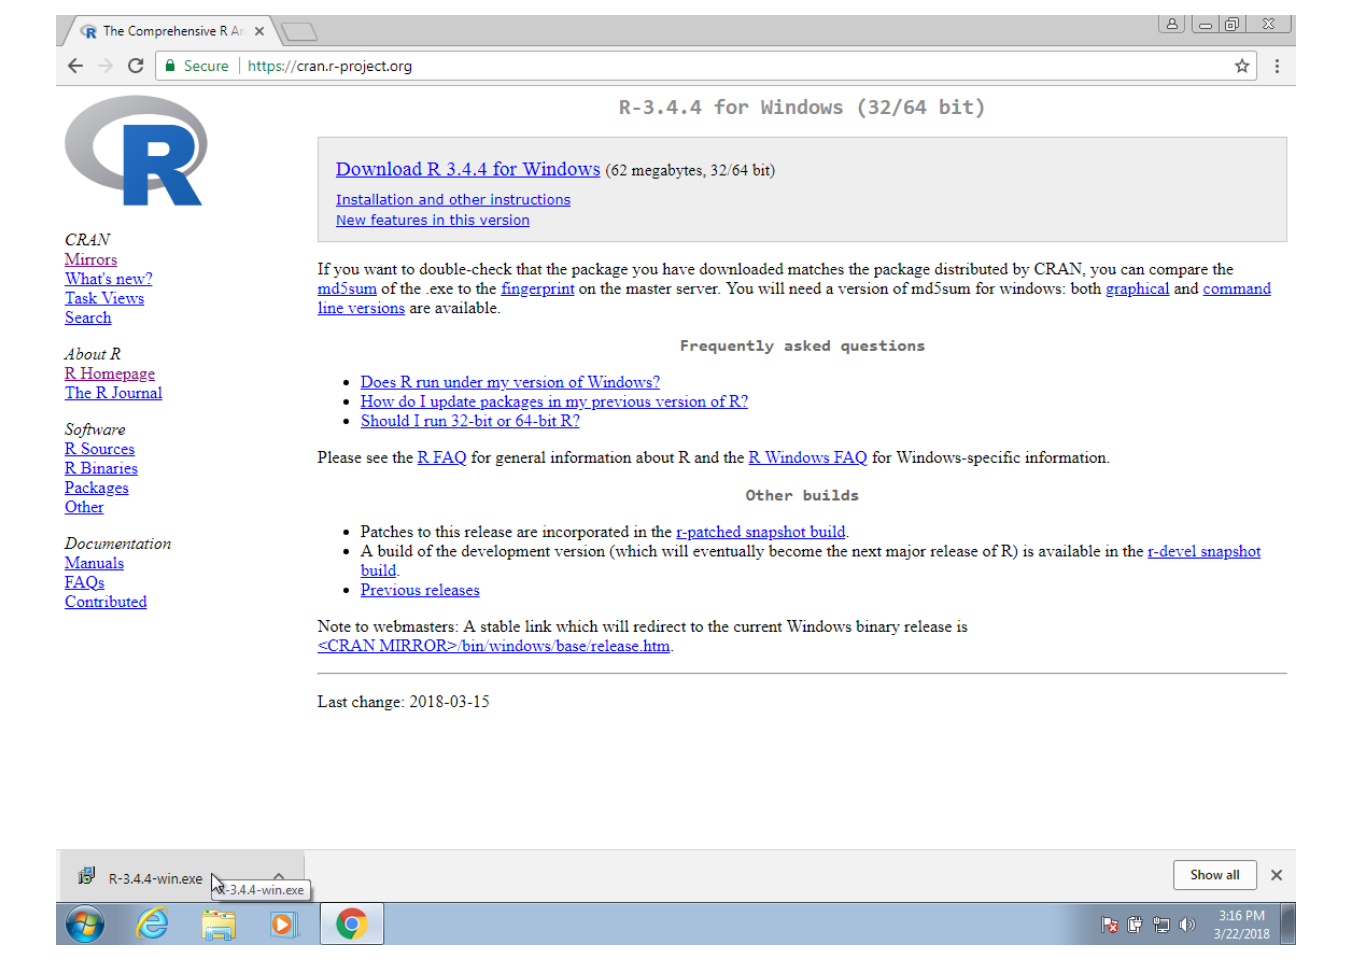 The Comprehensive R Ar
Secure | https://cran.r-project.org
R
CRAN
Mirrors
What's new?
Task Views
Search
About R
R Homepage
The R Journal
Software
R Sources
R Binaries
Packages
Other
Documentation
Manuals
FAQs
Contributed
R-3.4.4 for Windows (32/64 bit)
Download R 3.4.4 for Windows (62 megabytes, 32/64 bit)
Installation and other instructions
New features in this version
If you want to double-check that the package you have downloaded matches the package distributed by CRAN, you can compare the
md5sum of the .exe to the fingerprint on the master server. You will need a version of md5sum for windows: both graphical and command
line versions are available.
Frequently asked questions
• Does R run under my version of Windows?
• How do I update packages in my previous version of R?
• Should I run 32-bit or 64-bit R?
Please see the R FAQ for general information about R and the R Windows FAQ for Windows-specific information.
Other builds
• Patches to this release are incorporated in the r-patched snapshot build.
• A build of the development version (which will eventually become the next major release of R) is available in the r-devel snapshot
build.
• Previous releases
Note to webmasters: A stable link which will redirect to the current Windows binary release is
<CRAN MIRROR>/bin/windows/base/release.htm.
Last change: 2018-03-15
R-3.4.4-win.exe
R-3.4.4-win.exe
Show all
3:16 PM
3/22/2018